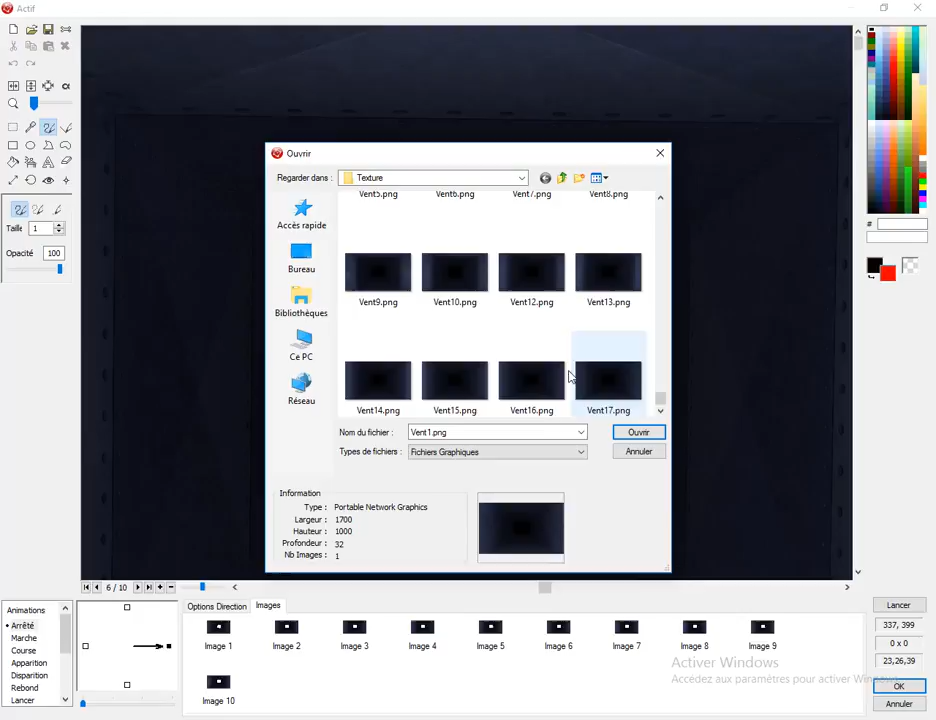 Actif
Taille
1
Opacité
100
#
Ouvrir
Regarder dans :
Texture
Accès rapide
Bureau
Bibliothèques
Ce PC
Réseau
Vent5.png
Vent6.png
Vent7.png
Vent8.png
Vent9.png
Vent10.png
Vent12.png
Vent13.png
Vent14.png
Vent15.png
Vent16.png
Vent17.png
Nom du fichier :
Vent1.png
Ouvrir
Types de fichiers :
Fichiers Graphiques
Annuler
Information
Type : Portable Network Graphics
Largeur : 1700
Hauteur : 1000
Profondeur : 32
Nb Images : 1
6 / 10
Animations
Arrêté
Marche
Course
Apparition
Disparition
Rebond
Lancer
Options Direction
Images
Image 1
Image 2
Image 3
Image 4
Image 5
Image 6
Image 7
Image 8
Image 9
Image 10
Lancer
337, 399
0 x 0
23,26,39
OK
Annuler
Activer Windows
Accédez aux paramètres pour activer